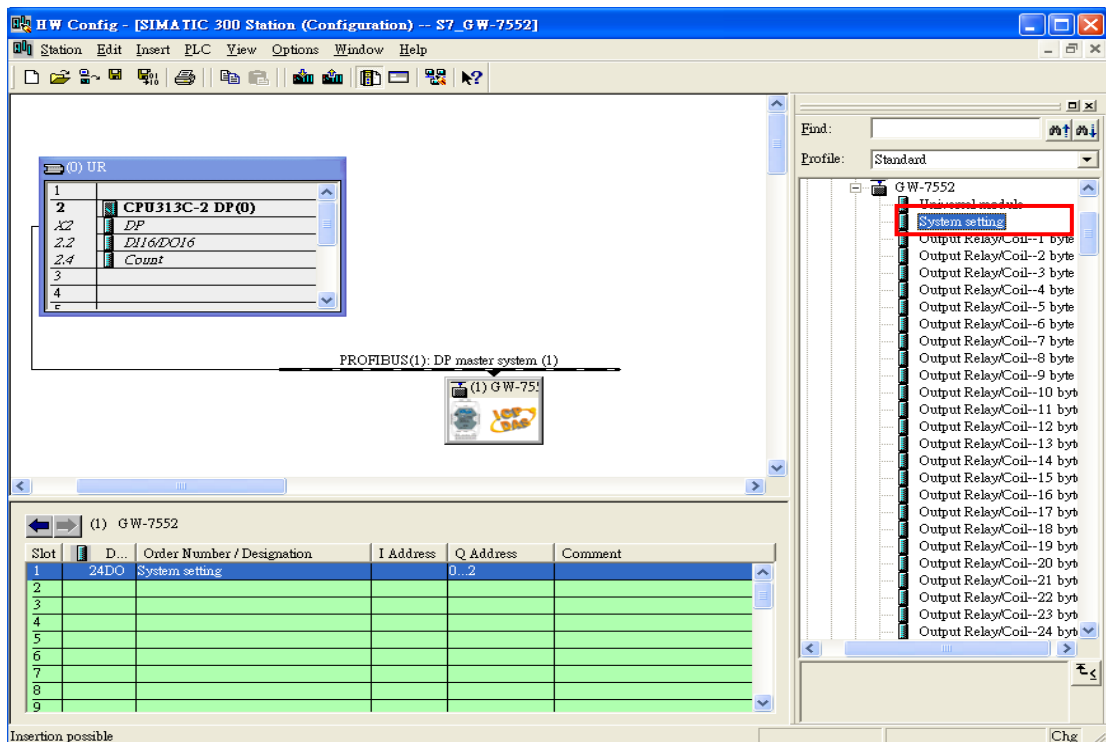 HW Config - [SIMATIC 300 Station (Configuration) -- S7_GW-7552]
Station Edit Insert PLC View Options Window Help
(0) UR
1
2 CPU313C-2 DP(0)
X2 DP
2.2 DI16/DO16
2.4 Count
3
4
PROFIBUS(1): DP master system (1)
(1) GW-75
ICP DAS
(1) GW-7552
Slot D... Order Number / Designation I Address Q Address Comment
1 24DO System setting 0...2
2
3
4
5
6
7
8
9
Insertion possible
Find:
Profile: Standard
GW-7552
Universal module
System setting
Output Relay/Coil--1 byte
Output Relay/Coil--2 byte
Output Relay/Coil--3 byte
Output Relay/Coil--4 byte
Output Relay/Coil--5 byte
Output Relay/Coil--6 byte
Output Relay/Coil--7 byte
Output Relay/Coil--8 byte
Output Relay/Coil--9 byte
Output Relay/Coil--10 byt
Output Relay/Coil--11 byt
Output Relay/Coil--12 byt
Output Relay/Coil--13 byt
Output Relay/Coil--14 byt
Output Relay/Coil--15 byt
Output Relay/Coil--16 byt
Output Relay/Coil--17 byt
Output Relay/Coil--18 byt
Output Relay/Coil--19 byt
Output Relay/Coil--20 byt
Output Relay/Coil--21 byt
Output Relay/Coil--22 byt
Output Relay/Coil--23 byt
Output Relay/Coil--24 byt
Chg